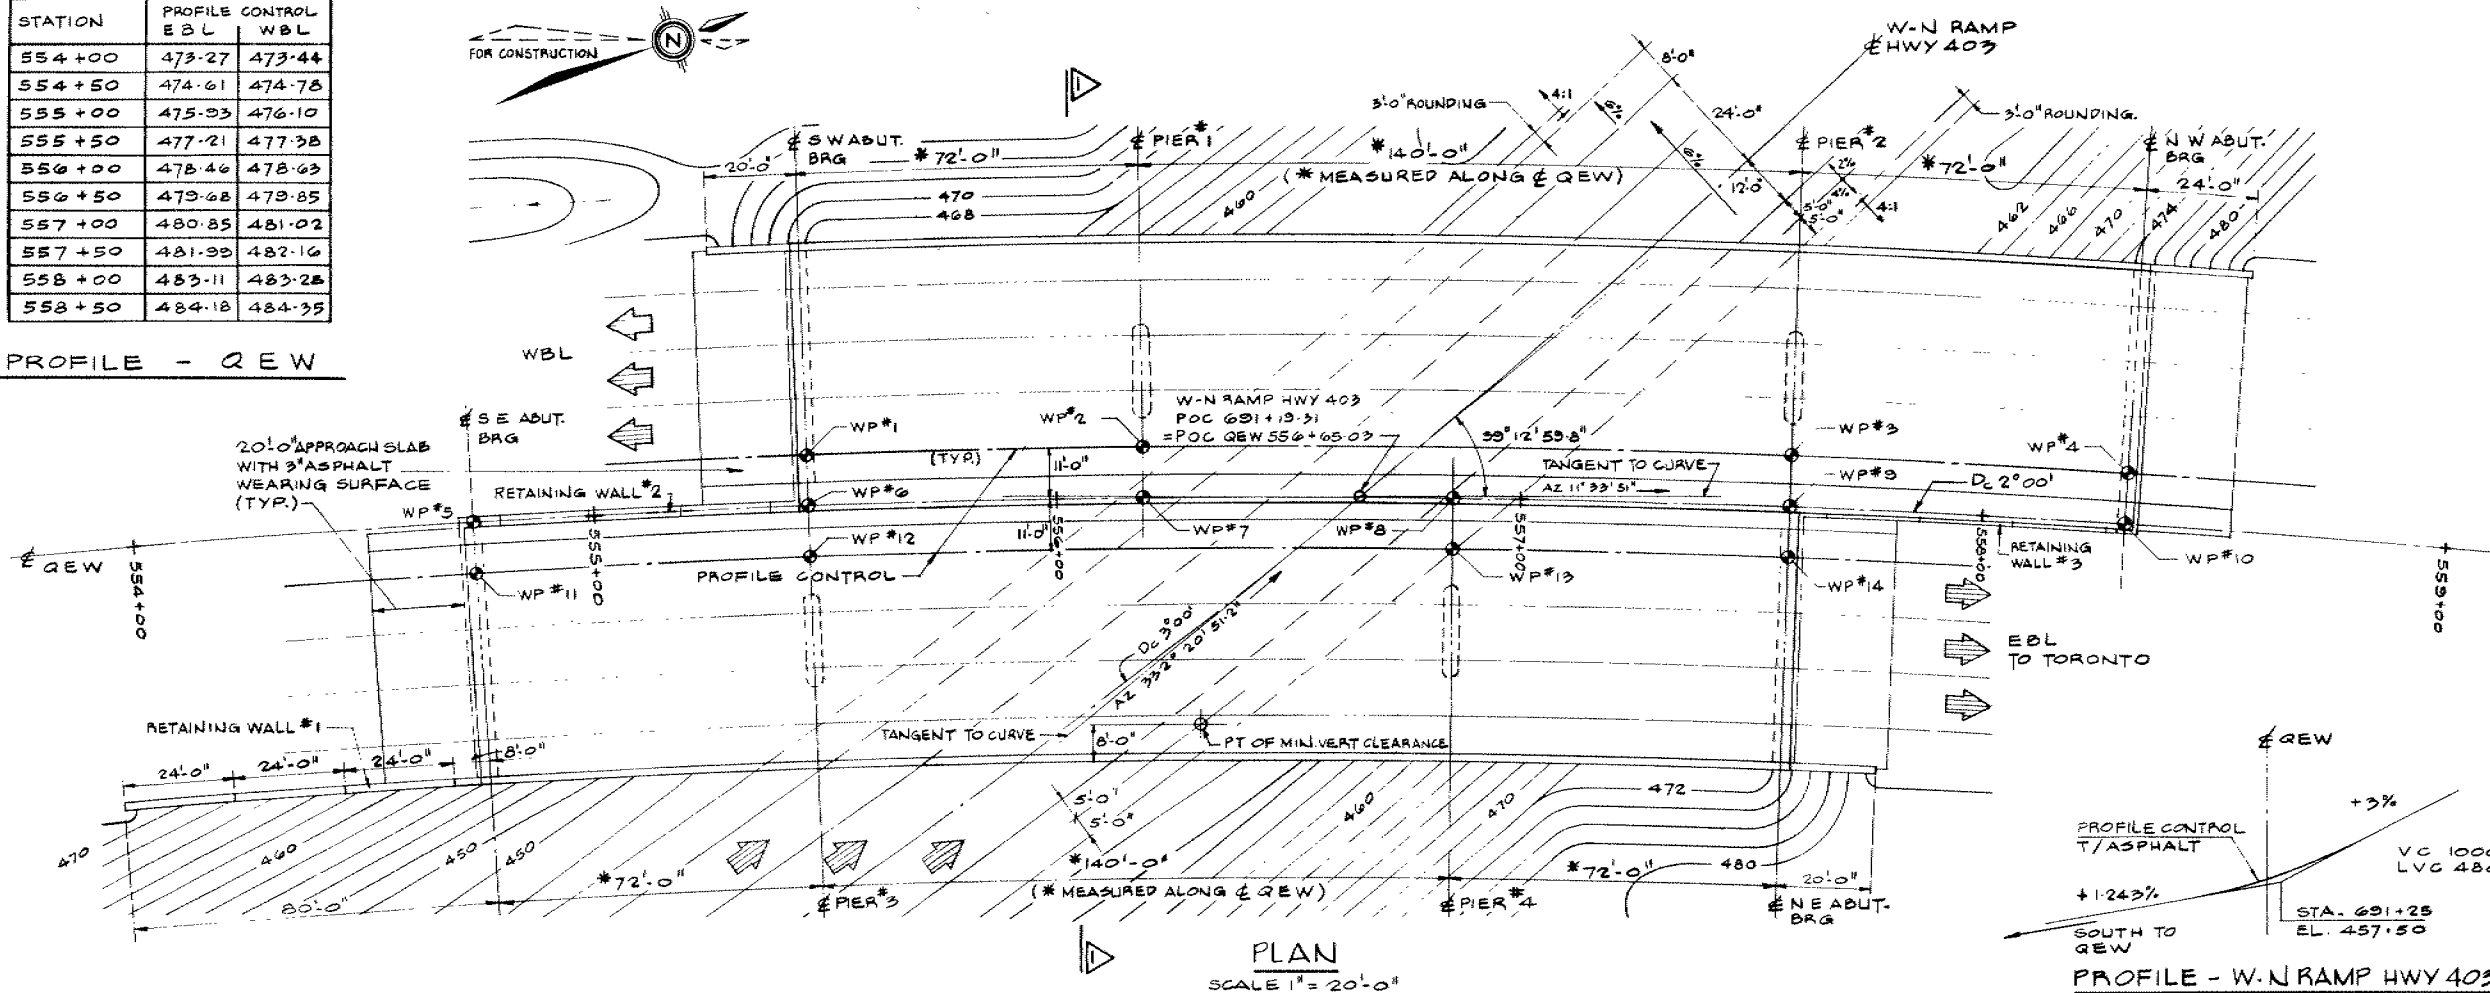 STATION PROFILE CONTROL
EBL WBL
554+00 473.27 473.44
554+50 474.61 474.78
555+00 475.93 476.10
555+50 477.21 477.38
556+00 478.46 478.63
556+50 479.68 479.85
557+00 480.85 481.02
557+50 481.99 482.16
558+00 483.11 483.28
558+50 484.18 484.35
PROFILE - QEW
FOR CONSTRUCTION
N
1
W-N RAMP
℄ HWY 403
8'-0"
3'-0" ROUNDING
4:1
6%
24'-0"
3'-0" ROUNDING.
20'-0"
℄ SW ABUT.
BRG
*72'-0"
℄ PIER #1
*140'-0"
(* MEASURED ALONG ℄ QEW)
6%
12'-0"
℄ PIER #2
2%
4%
5'-0"
5'-0"
4:1
*72'-0"
℄ N W ABUT.
BRG
24'-0"
470
468
460
462
466
470
474
480
WBL
℄ S E ABUT.
BRG
20'-0" APPROACH SLAB
WITH 3" ASPHALT
WEARING SURFACE
(TYP.)
RETAINING WALL #2
WP #1
WP #2
W-N RAMP HWY 403
POC 691+19.31
=POC QEW 556+65.03
39°12'59.8"
WP #3
WP #4
(TYP.)
11'-0"
TANGENT TO CURVE
AZ 11°33'51"
WP #9
Dc 2°00'
WP #5
WP #6
WP #7
WP #8
11'-0"
℄ QEW
554+00
555+00
556+00
557+00
558+00
559+00
WP #12
PROFILE CONTROL
WP #11
WP #13
WP #14
RETAINING
WALL #3
WP #10
Dc 3°00'
AZ 332° 20' 51.2"
EBL
TO TORONTO
RETAINING WALL #1
TANGENT TO CURVE
8'-0"
PT OF MIN. VERT CLEARANCE
24'-0"
24'-0"
24'-0"
8'-0"
470
460
450
450
5'-0"
5'-0"
460
470
472
480
80'-0"
*72'-0"
℄ PIER #3
*140'-0"
(* MEASURED ALONG ℄ QEW)
℄ PIER #4
*72'-0"
20'-0"
℄ N E ABUT.
BRG
1
PLAN
SCALE 1" = 20'-0"
℄ QEW
+3%
PROFILE CONTROL
T/ASPHALT
VC 100
LVC 48
+1.243%
STA. 691+25
EL. 457.50
SOUTH TO
QEW
PROFILE - W-N RAMP HWY 403